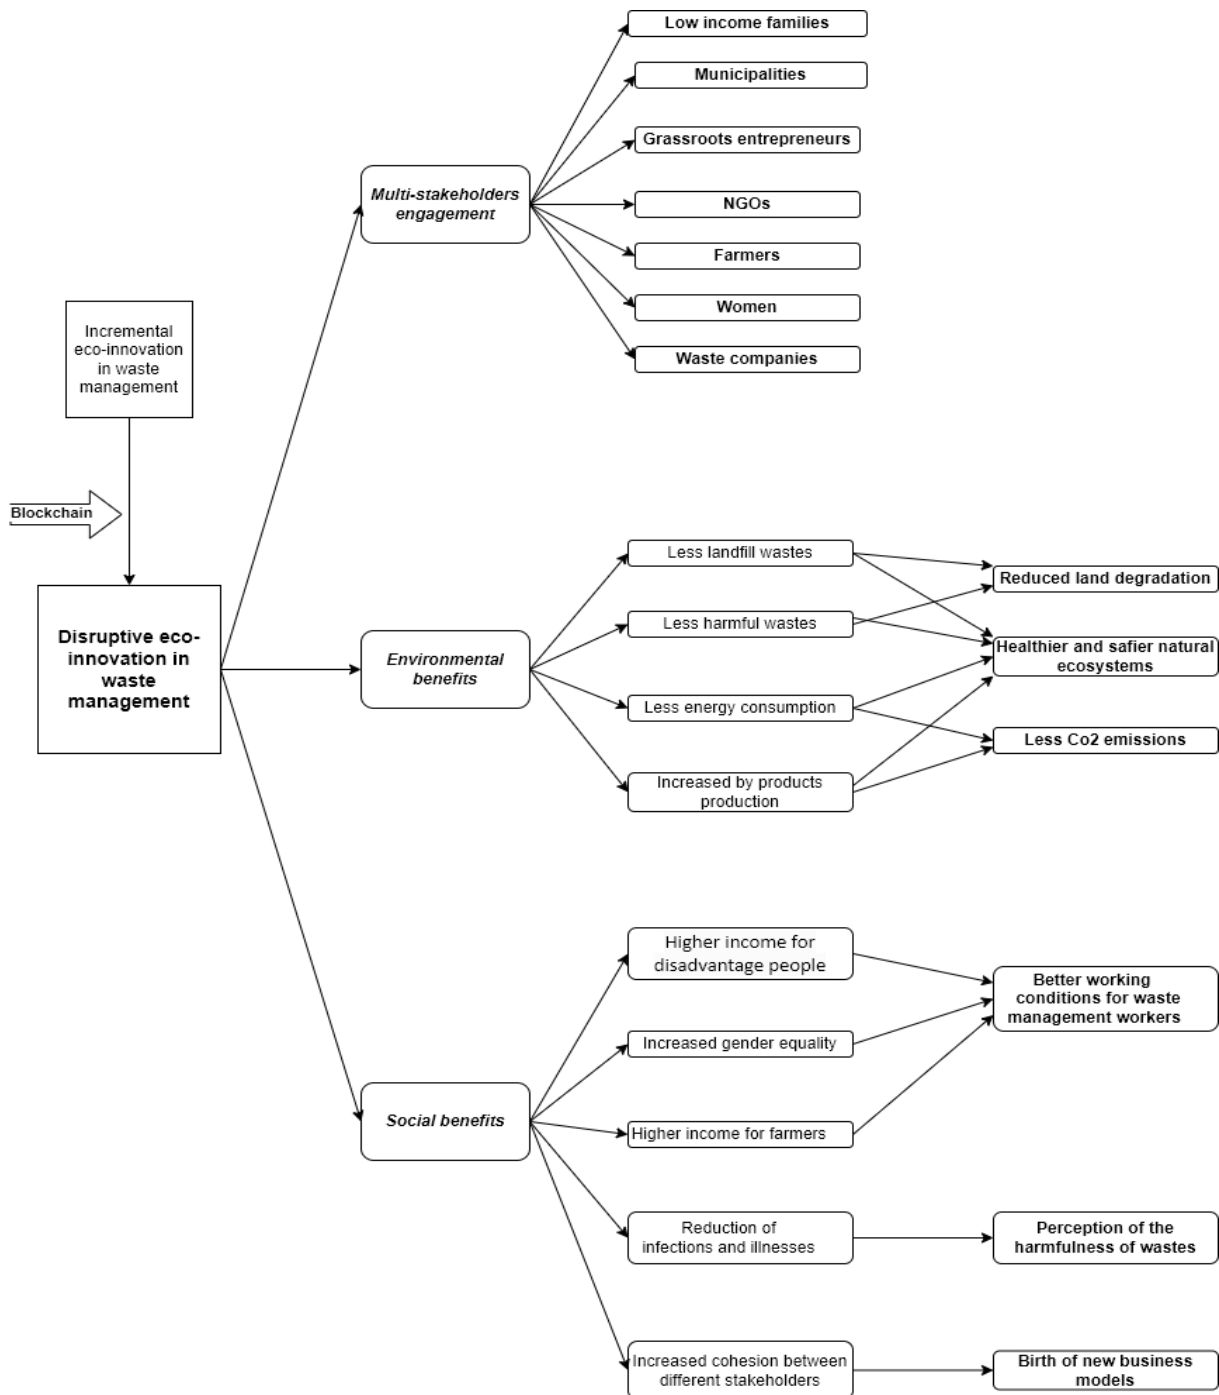 Low income families
Municipalities
Grassroots entrepreneurs
Multi-stakeholders
engagement
NGOs
Farmers
Women
Waste companies
Incremental
eco-innovation
in waste
management
Blockchain
Disruptive eco-
innovation in
waste
management
Less landfill wastes
Reduced land degradation
Less harmful wastes
Healthier and safier natural
ecosystems
Environmental
benefits
Less energy consumption
Less Co2 emissions
Increased by products
production
Higher income for
disadvantage people
Better working
conditions for waste
management workers
Increased gender equality
Social benefits
Higher income for farmers
Reduction of
infections and illnesses
Perception of the
harmfulness of wastes
Increased cohesion between
different stakeholders
Birth of new business
models